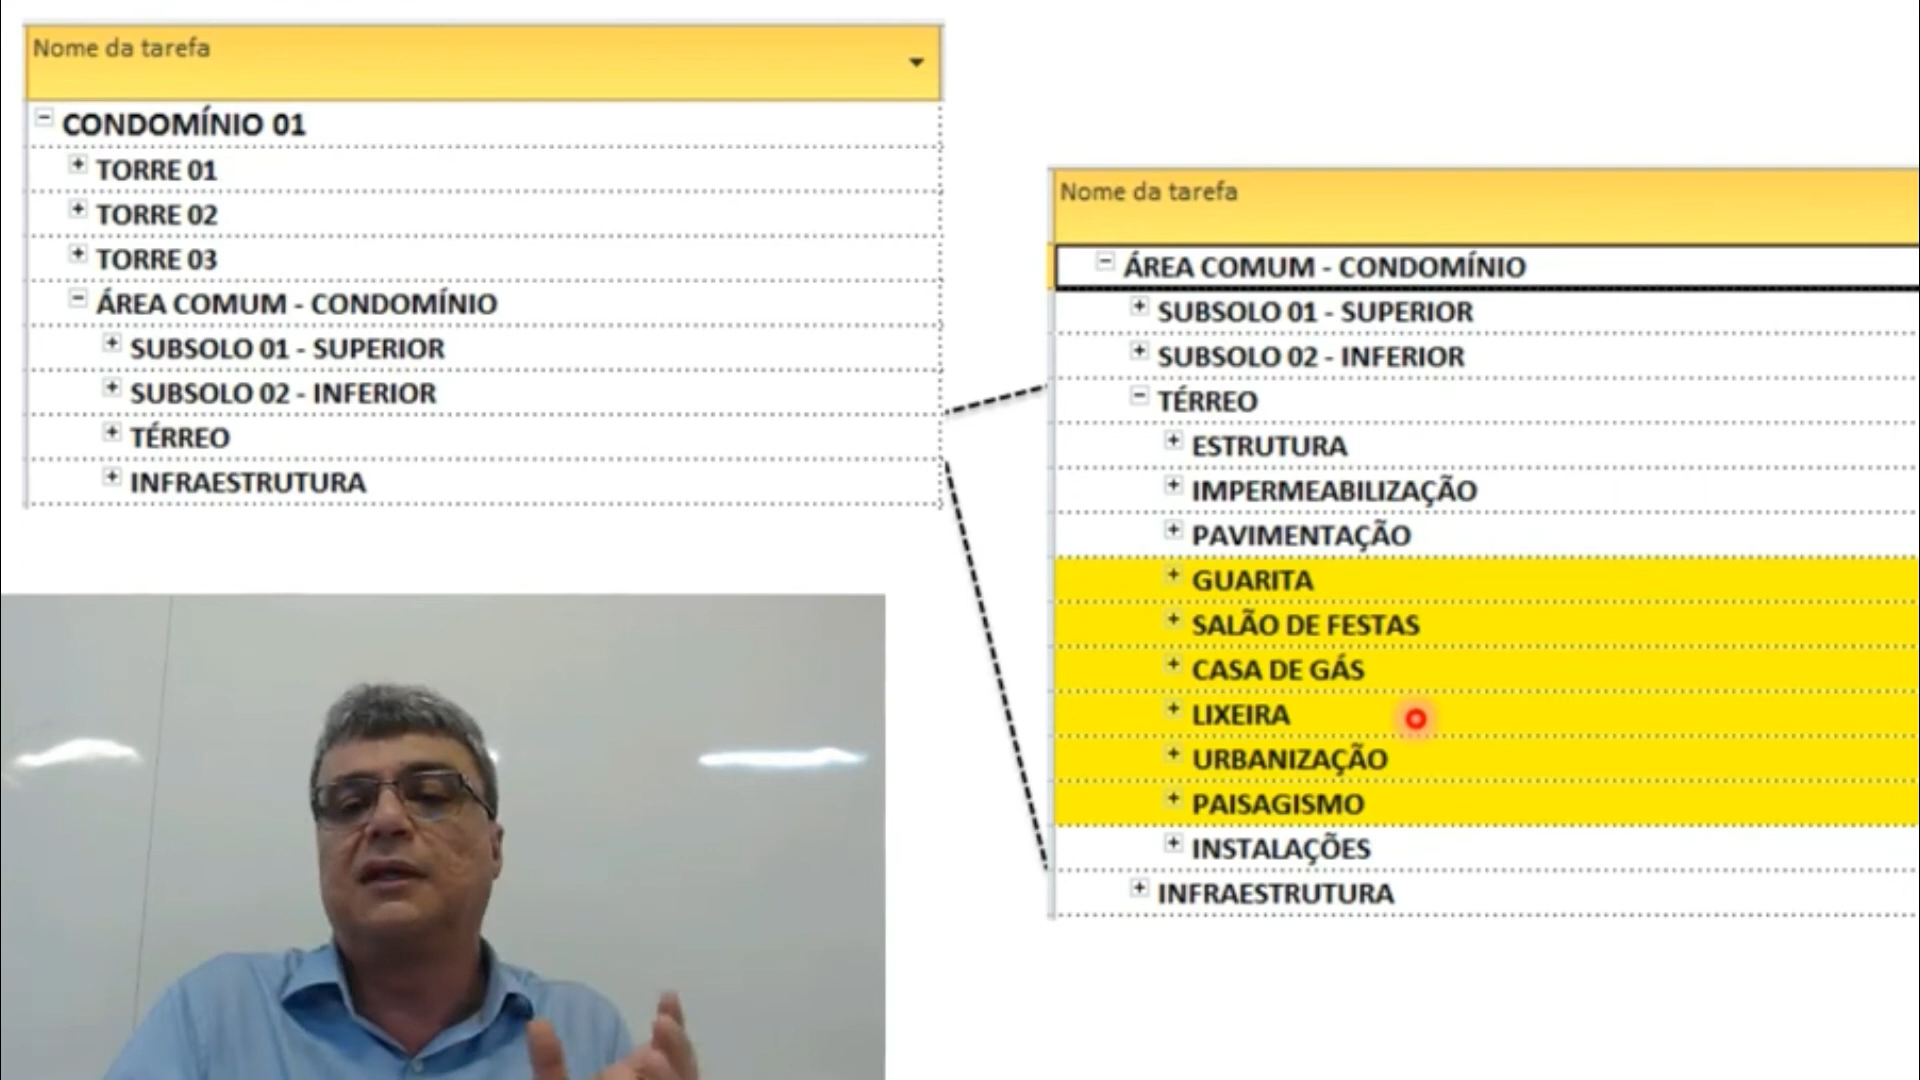 Nome da tarefa
CONDOMÍNIO 01
TORRE 01
TORRE 02
TORRE 03
ÁREA COMUM - CONDOMÍNIO
SUBSOLO 01 - SUPERIOR
SUBSOLO 02 - INFERIOR
TÉRREO
INFRAESTRUTURA
Nome da tarefa
ÁREA COMUM - CONDOMÍNIO
SUBSOLO 01 - SUPERIOR
SUBSOLO 02 - INFERIOR
TÉRREO
ESTRUTURA
IMPERMEABILIZAÇÃO
PAVIMENTAÇÃO
GUARITA
SALÃO DE FESTAS
CASA DE GÁS
LIXEIRA
URBANIZAÇÃO
PAISAGISMO
INSTALAÇÕES
INFRAESTRUTURA